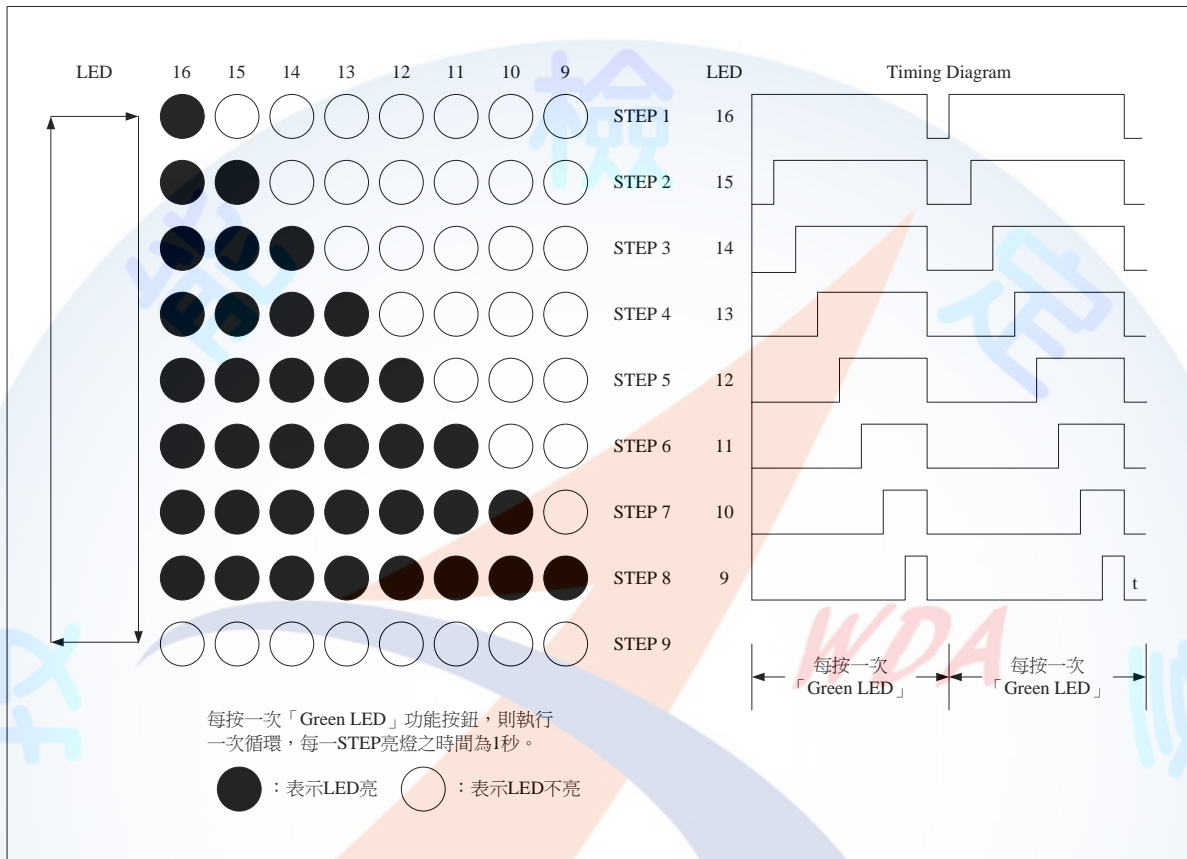 LED 16 15 14 13 12 11 10 9 LED Timing Diagram
STEP 1 16
STEP 2 15
STEP 3 14
STEP 4 13
STEP 5 12
STEP 6 11
STEP 7 10
STEP 8 9 t
STEP 9
每按一次
「Green LED」
每按一次
「Green LED」
每按一次「Green LED」功能按鈕,則執行
一次循環,每一STEP亮燈之時間為1秒。
:表示LED亮 :表示LED不亮
技
能
檢
定
WDA